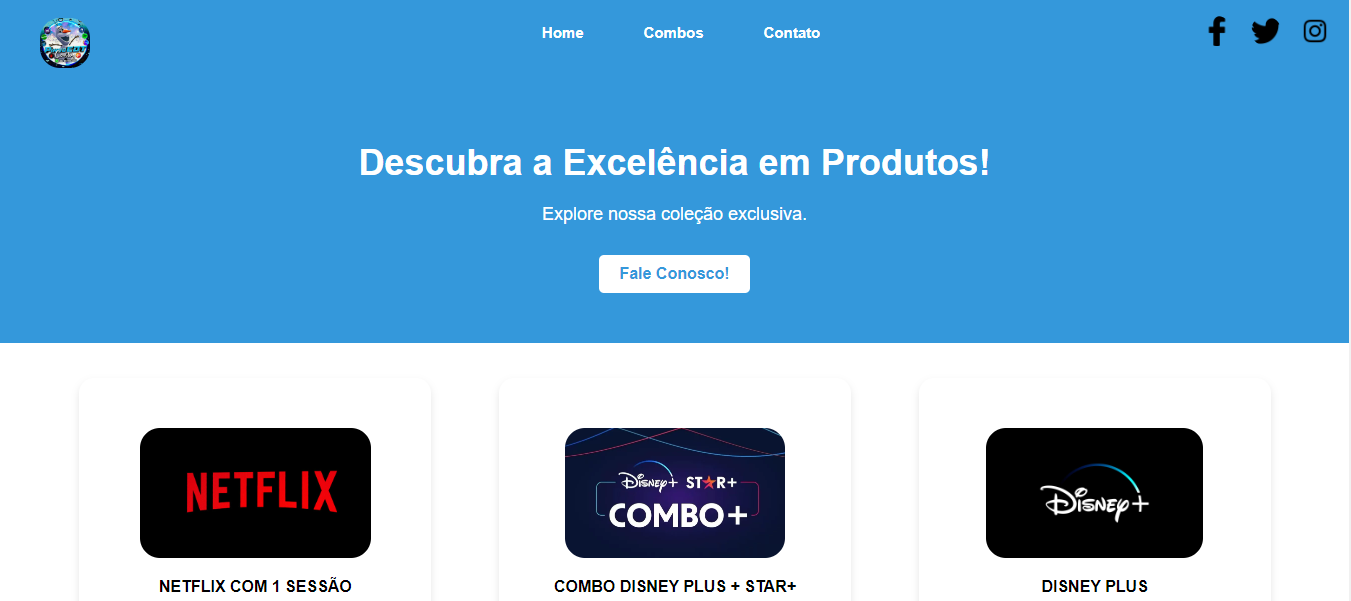 Home Combos Contato
Descubra a Excelência em Produtos!
Explore nossa coleção exclusiva.
Fale Conosco!
NETFLIX
Disney+ STAR+
COMBO+
Disney+
NETFLIX COM 1 SESSÃO
COMBO DISNEY PLUS + STAR+
DISNEY PLUS